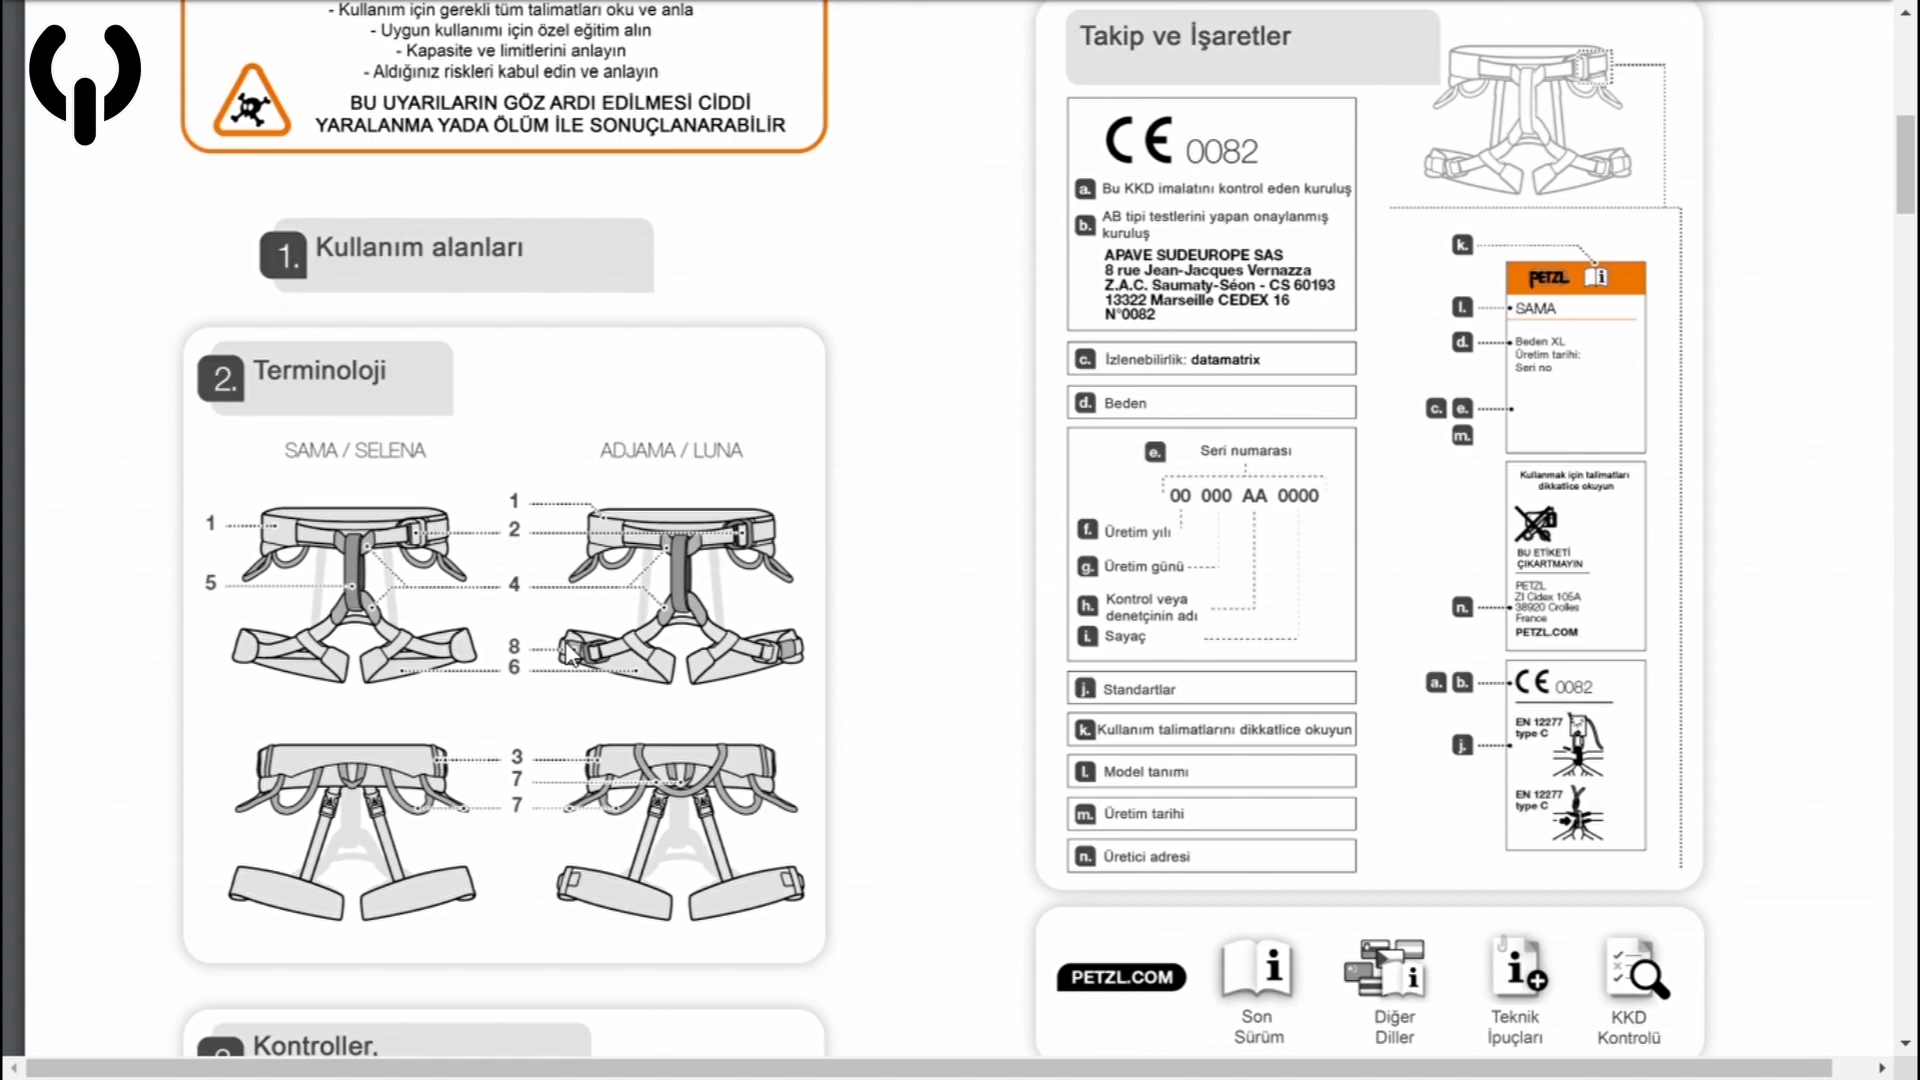 - Kullanım için gerekli tüm talimatları oku ve anla
- Uygun kullanımı için özel eğitim alın
- Kapasite ve limitlerini anlayın
- Aldığınız riskleri kabul edin ve anlayın
BU UYARILARIN GÖZ ARDI EDİLMESİ CİDDİ
YARALANMA YADA ÖLÜM İLE SONUÇLANARABİLİR
1. Kullanım alanları
2. Terminoloji
SAMA / SELENA
ADJAMA / LUNA
1
1
2
5
4
8
6
3
7
7
Kontroller,
Takip ve İşaretler
CE 0082
a. Bu KKD imalatını kontrol eden kuruluş
b. AB tipi testlerini yapan onaylanmış
kuruluş
APAVE SUDEUROPE SAS
8 rue Jean-Jacques Vernazza
Z.A.C. Saumaty-Séon - CS 60193
13322 Marseille CEDEX 16
N°0082
c. İzlenebilirlik: datamatrix
d. Beden
e. Seri numarası
00 000 AA 0000
f. Üretim yılı
g. Üretim günü
h. Kontrol veya
denetçinin adı
i. Sayaç
j. Standartlar
k. Kullanım talimatlarını dikkatlice okuyun
l. Model tanımı
m. Üretim tarihi
n. Üretici adresi
k.
PETZL i
l. SAMA
d. Beden XL
Üretim tarihi:
Seri no
c. e.
m.
Kullanmak için talimatları
dikkatlice okuyun
BU ETİKETİ
ÇIKARTMAYIN
PETZL
ZI Cidex 105A
n. 38920 Crolles
France
PETZL.COM
a. b. CE 0082
EN 12277
type C
j.
EN 12277
type C
PETZL.COM
Son
Sürüm
Diğer
Diller
Teknik
İpuçları
KKD
Kontrolü